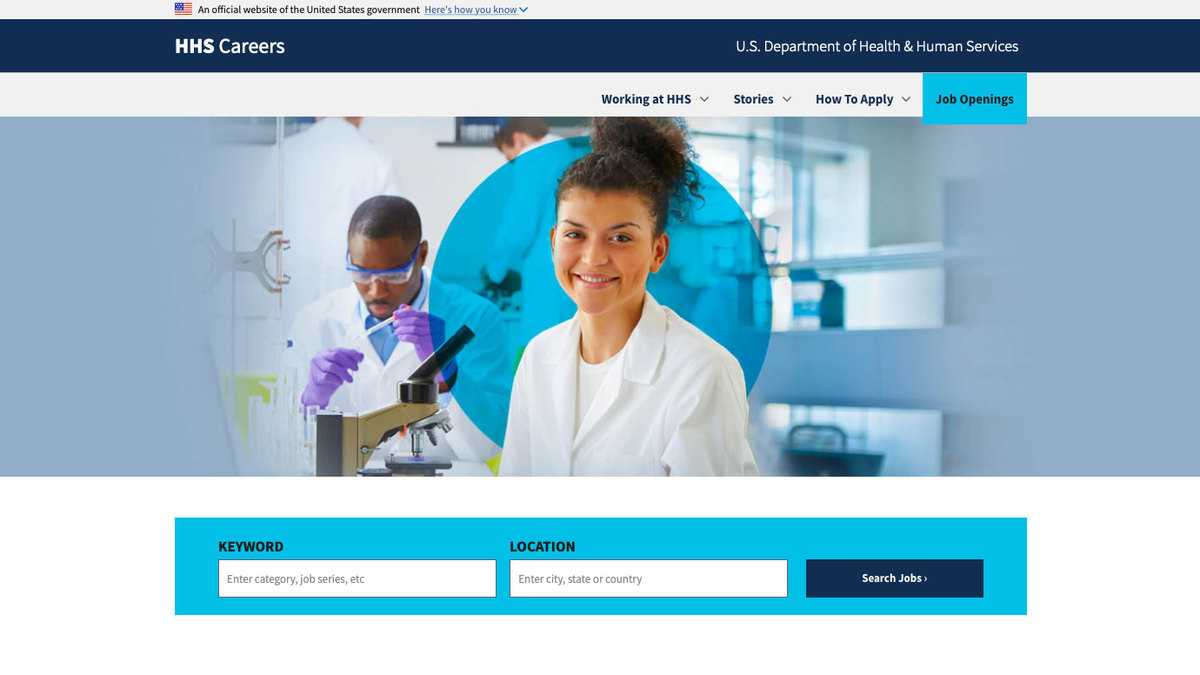 An official website of the United States government Here's how you know
HHS Careers
U.S. Department of Health & Human Services
Working at HHS
Stories
How To Apply
Job Openings
KEYWORD
LOCATION
Enter category, job series, etc
Enter city, state or country
Search Jobs ›